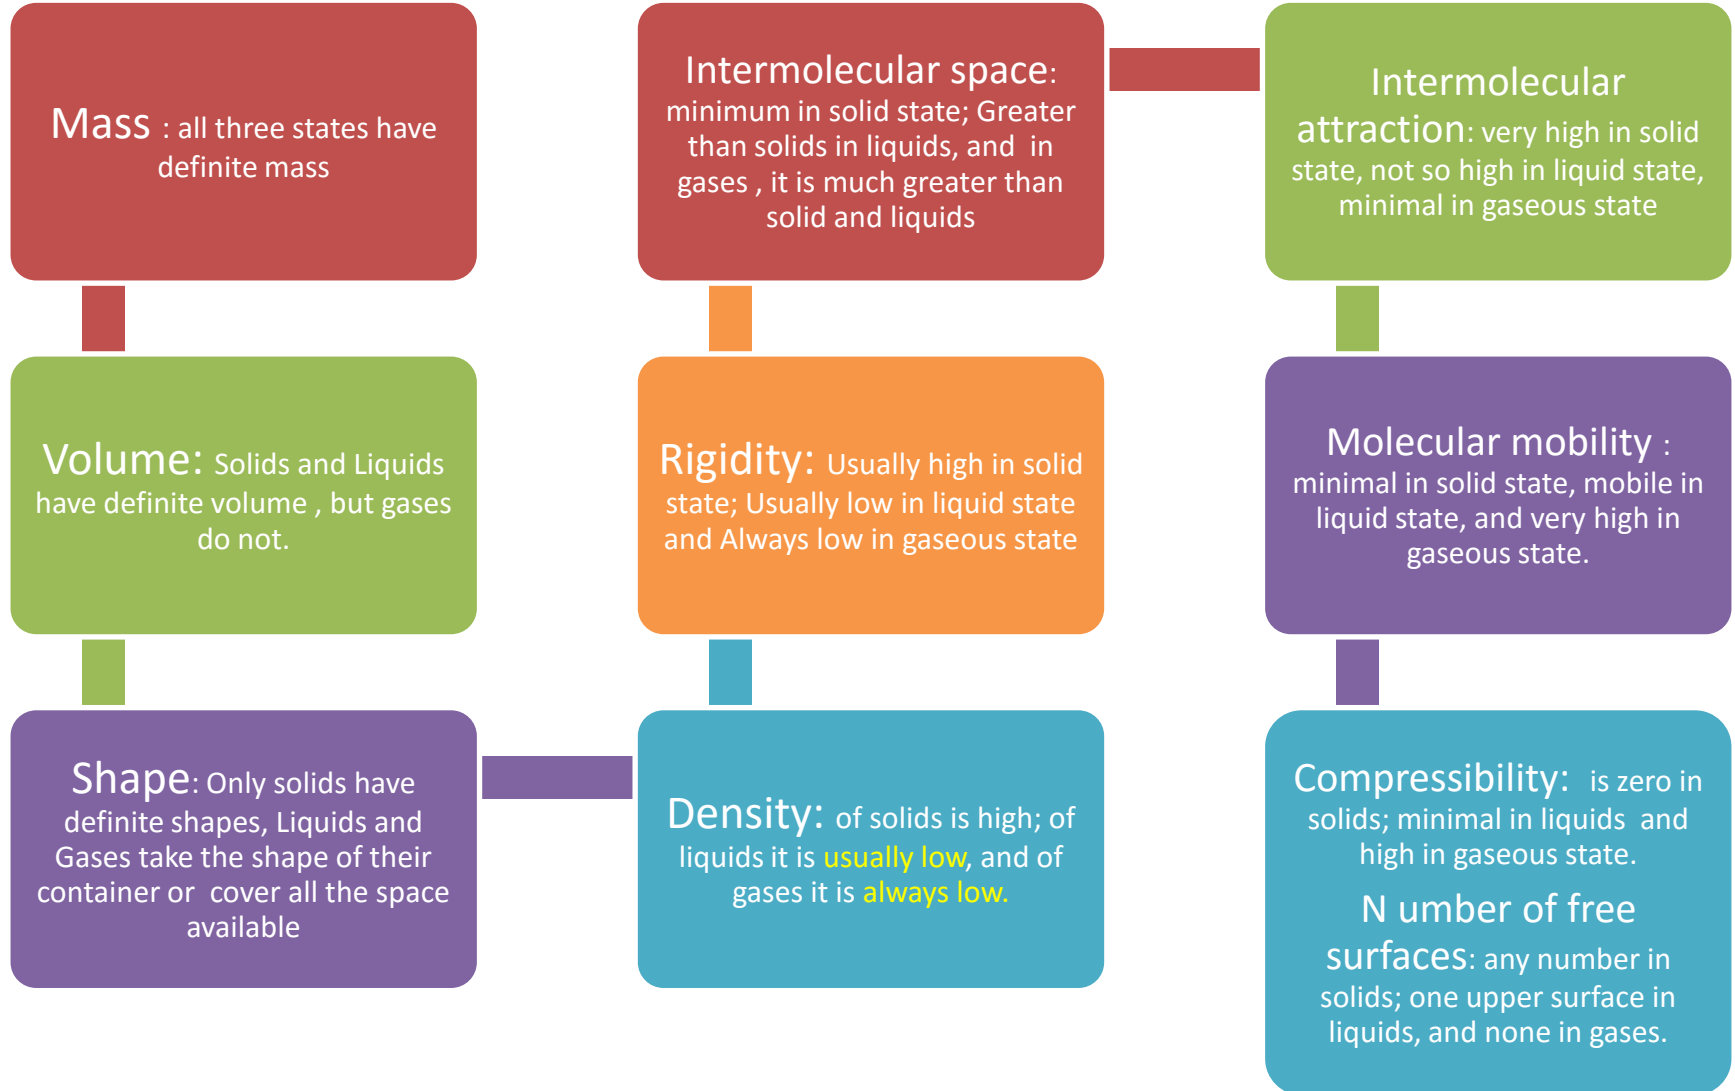 Mass : all three states have
definite mass
Volume: Solids and Liquids
have definite volume , but gases
do not.
Shape: Only solids have
definite shapes, Liquids and
Gases take the shape of their
container or  cover all the space
available
Density: of solids is high; of
liquids it is usually low, and of
gases it is always low.
Rigidity: Usually high in solid
state; Usually low in liquid state
and Always low in gaseous state
Intermolecular space:
minimum in solid state; Greater
than solids in liquids, and  in
gases , it is much greater than
solid and liquids
Intermolecular
attraction: very high in solid
state, not so high in liquid state,
minimal in gaseous state
Molecular mobility :
minimal in solid state, mobile in
liquid state, and very high in
gaseous state.
Compressibility:  is zero in
solids; minimal in liquids  and
high in gaseous state.
N umber of free
surfaces: any number in
solids; one upper surface in
liquids, and none in gases.